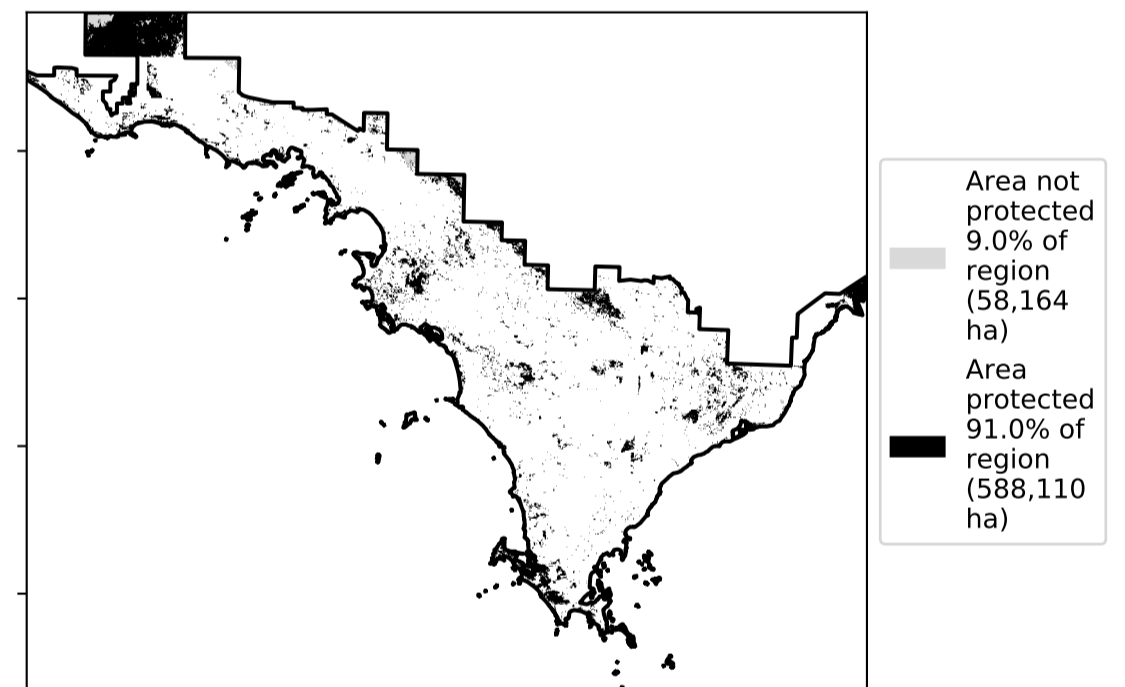 Area not
protected
9.0% of
region
(58,164
ha)
Area
protected
91.0% of
region
(588,110
ha)